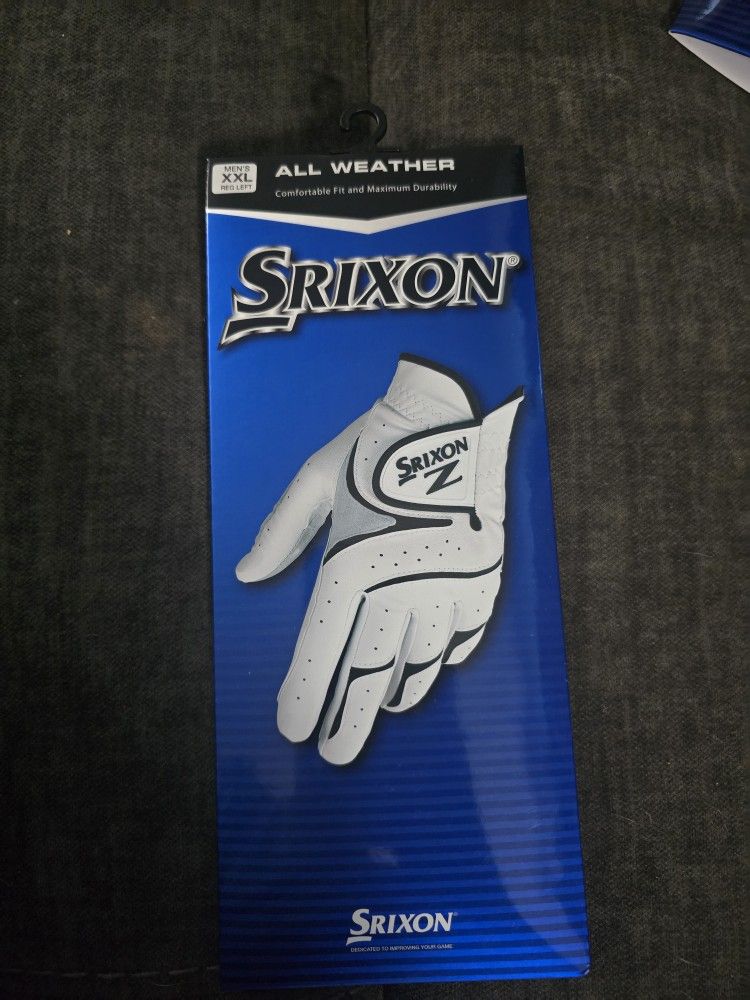 MEN'S
XXL
REG LEFT
ALL WEATHER
Comfortable Fit and Maximum Durability
SRIXON®
SRIXON
Z
SRIXON
DEDICATED TO IMPROVING YOUR GAME